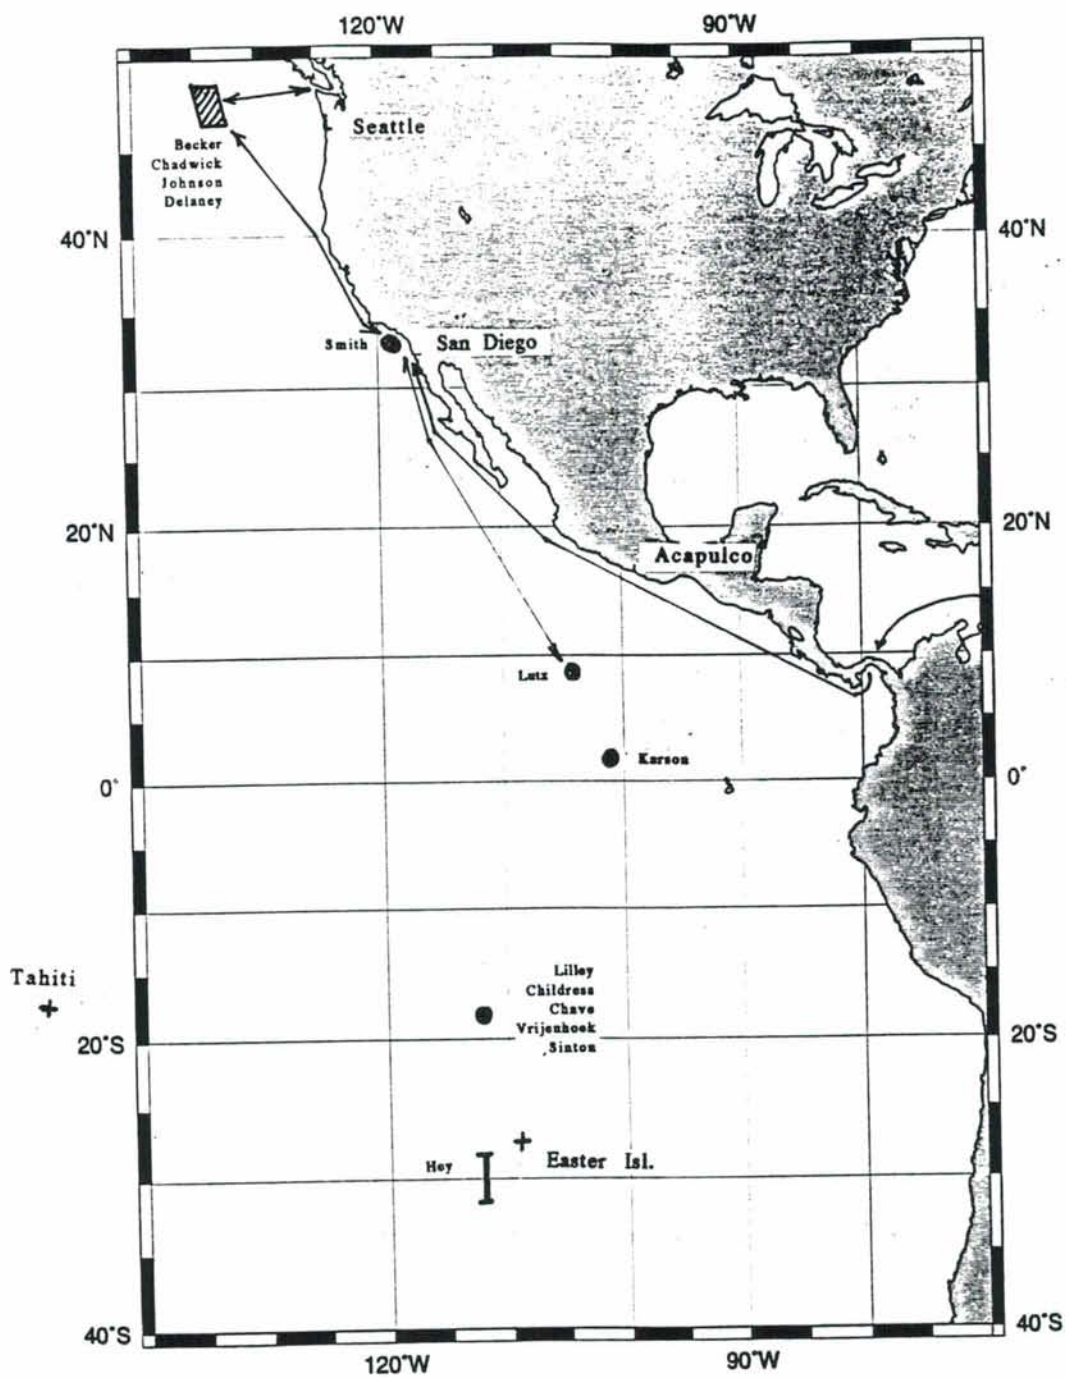 120°W 90°W
Seattle
Becker
Chadwick
Johnson
Delaney
40°N 40°N
Smith San Diego
20°N 20°N
Acapulco
Lutz
Karson
0° 0°
Tahiti
Lilley
Childress
Chave
Vrijenhoek
Sinton
20°S 20°S
Hey Easter Isl.
40°S 40°S
120°W 90°W